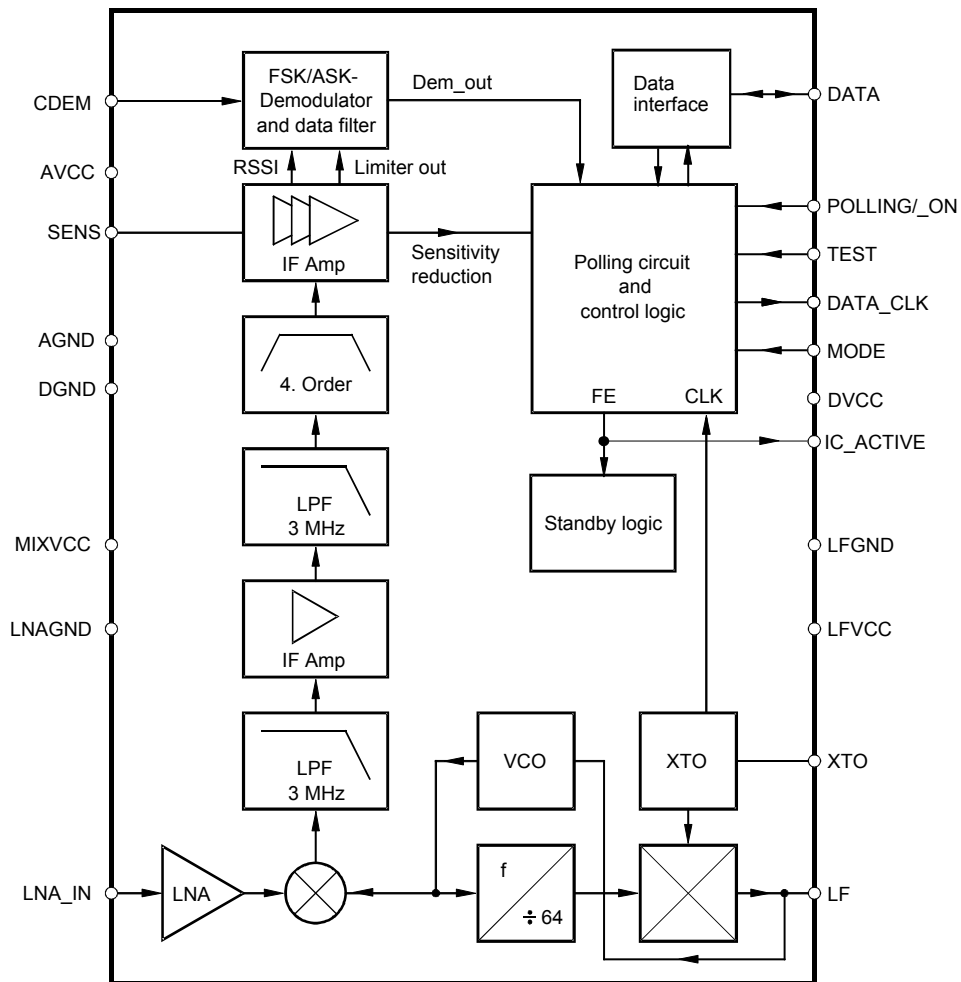 FSK/ASK-
Demodulator
and data filter
Dem_out
Data
interface
CDEM
DATA
RSSI
Limiter out
AVCC
SENS
IF Amp
Sensitivity
reduction
Polling circuit
and
control logic
FE
CLK
POLLING/_ON
TEST
DATA_CLK
MODE
DVCC
IC_ACTIVE
AGND
DGND
4. Order
LPF
3 MHz
Standby logic
MIXVCC
LFGND
LNAGND
LFVCC
IF Amp
LPF
3 MHz
VCO
XTO
XTO
LNA_IN
LNA
f
÷ 64
LF